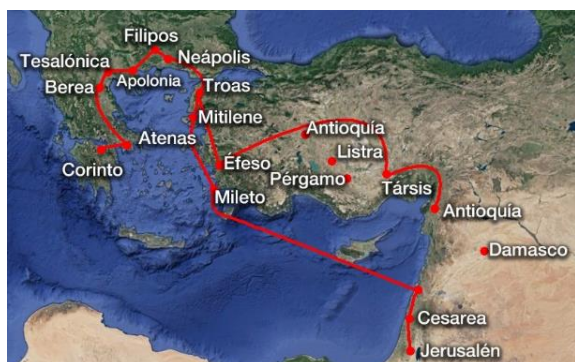 Filipos
Neápolis
Tesalónica
Apolonia
Berea
Troas
Mitilene
Atenas
Corinto
Antioquía
Listra
Éfeso
Pérgamo
Társis
Mileto
Antioquía
Damasco
Cesarea
Jerusalén